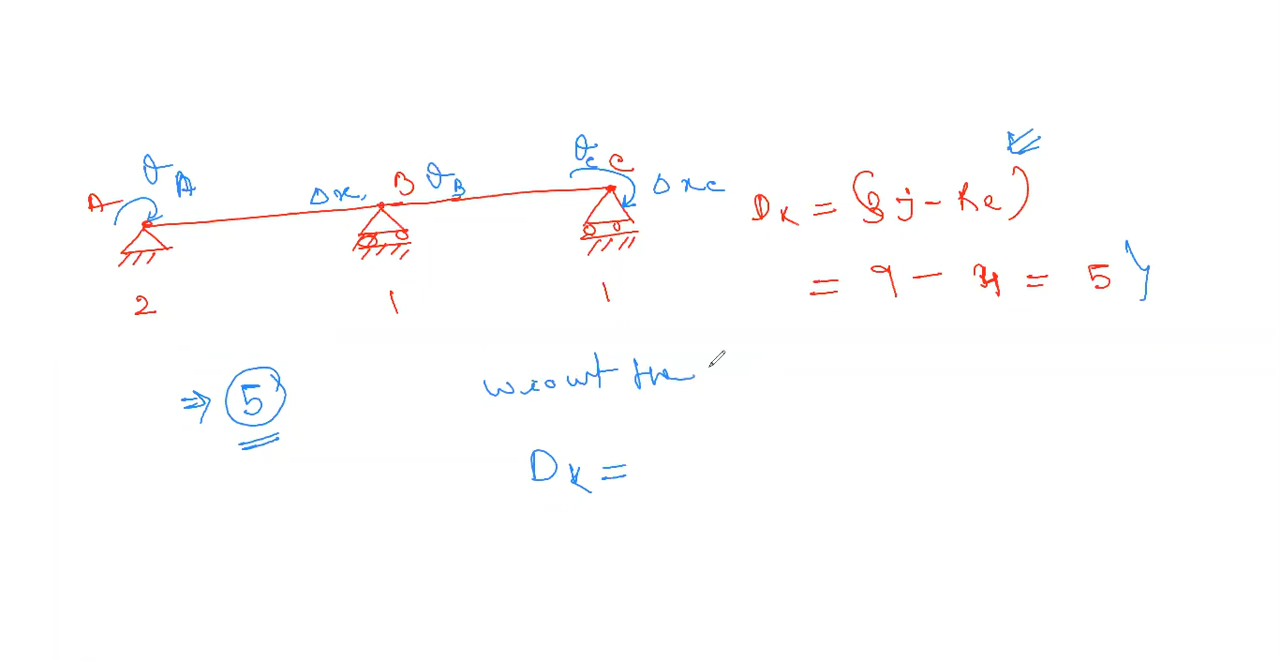 θA
A
Δx,
B
θB
θc
C
Δxc
DK = (3j - Re)
= 9 - 4 = 5
2
1
1
⇒ 5
DK =